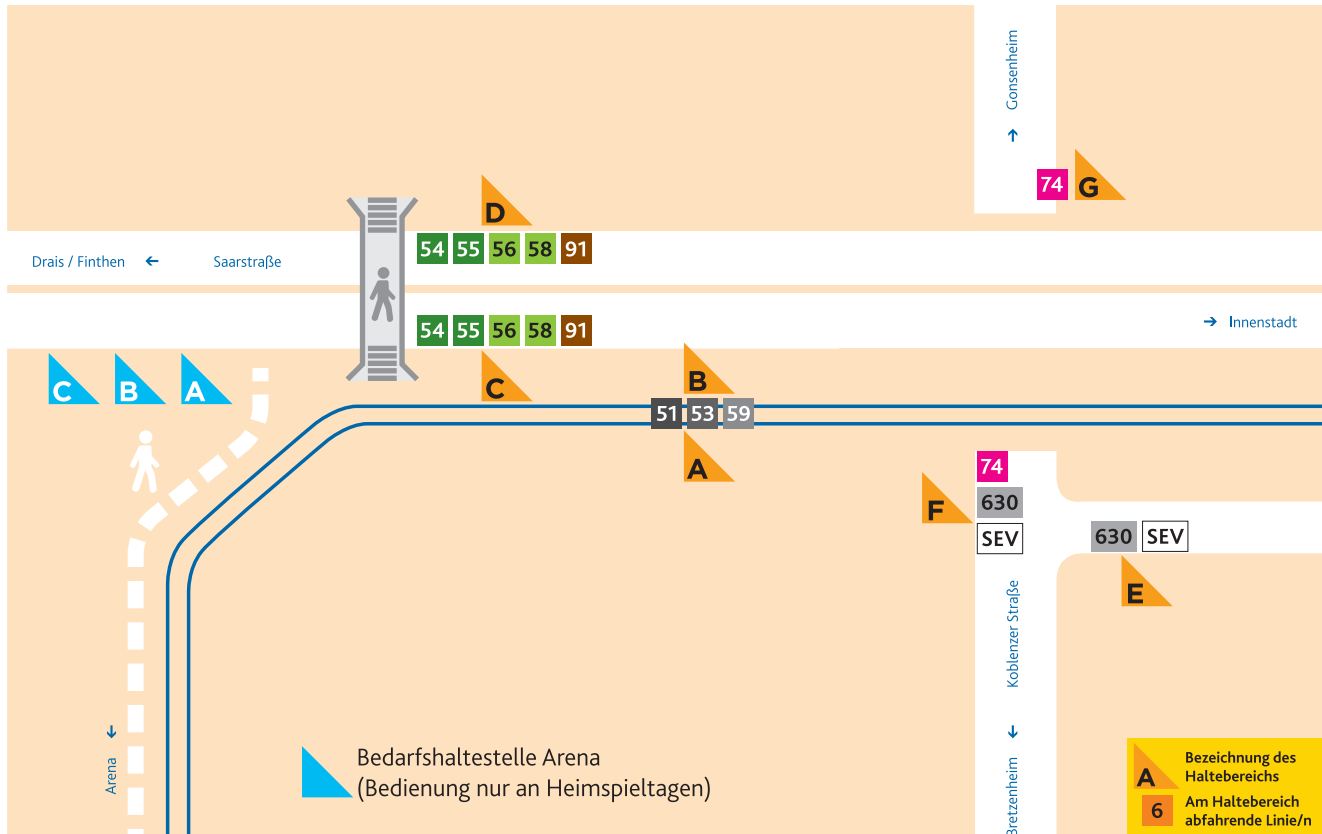 Gonsenheim
74
G
D
54 55 56 58 91
Drais / Finthen
Saarstraße
54 55 56 58 91
Innenstadt
C
B
A
C
B
51 53 59
A
74
F
630
SEV
630 SEV
E
Koblenzer Straße
Arena
Bretzenheim
Bedarfshaltestelle Arena
(Bedienung nur an Heimspieltagen)
A
Bezeichnung des
Haltebereichs
6
Am Haltebereich
abfahrende Linie/n